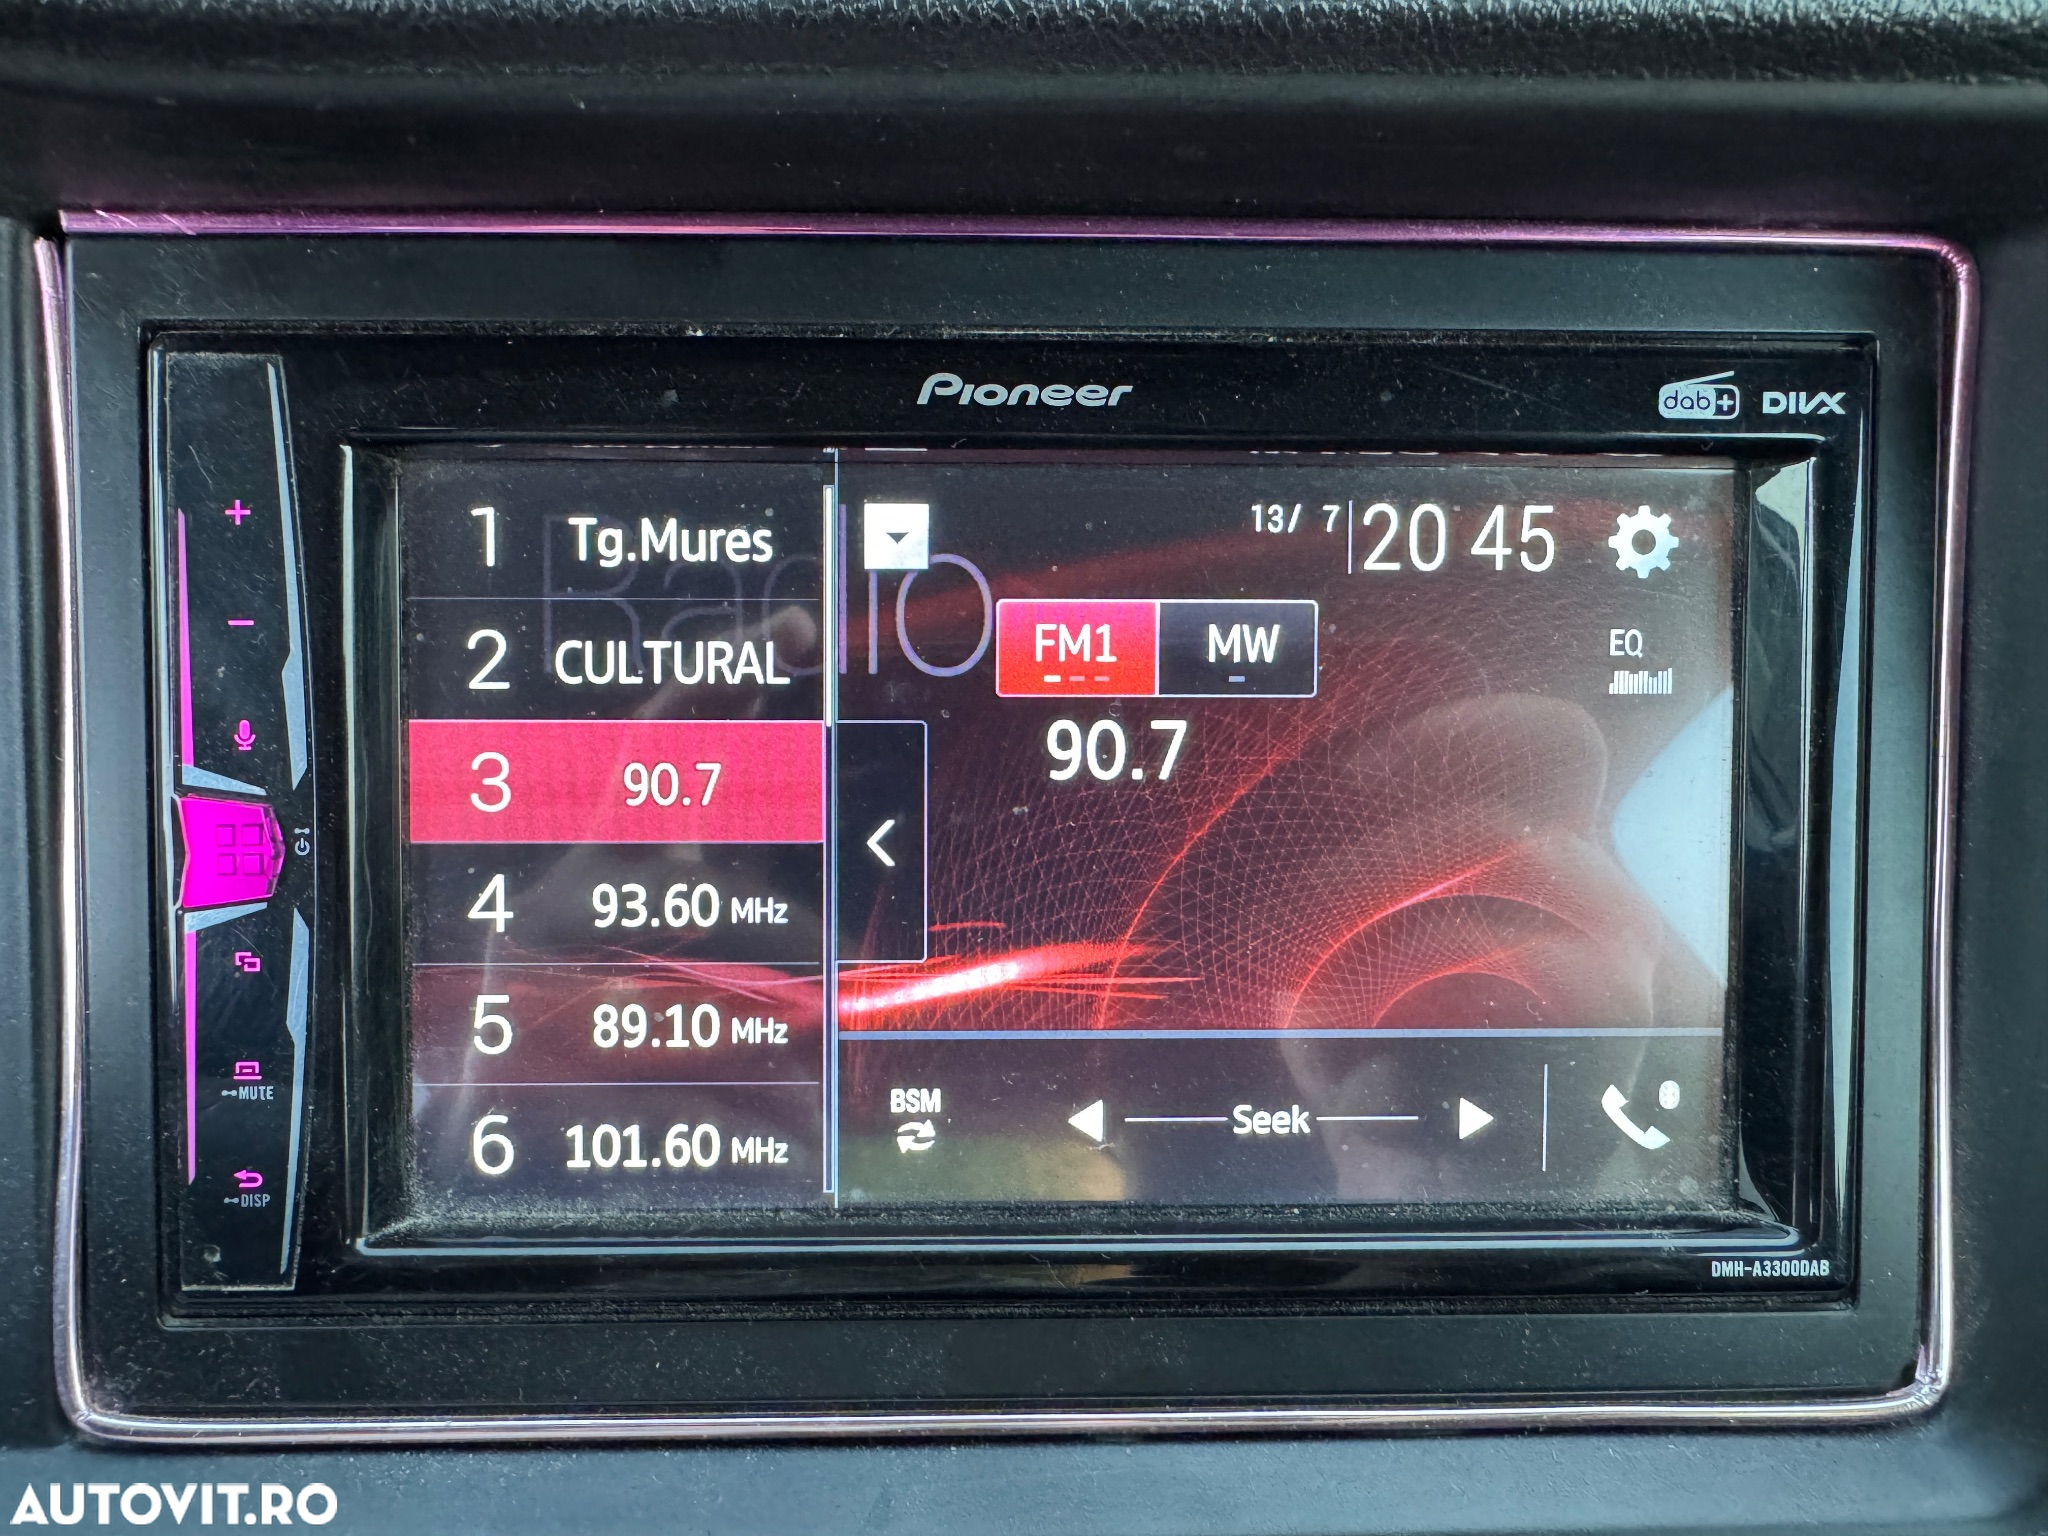 Pioneer
dab+ DIVX
1 Tg.Mures
2 CULTURAL
3 90.7
4 93.60 MHz
5 89.10 MHz
6 101.60 MHz
Radio
13/ 7 20 45
FM1 MW
EQ
90.7
BSM
Seek
MUTE
DISP
DMH-A3300DAB
AUTOVIT.RO